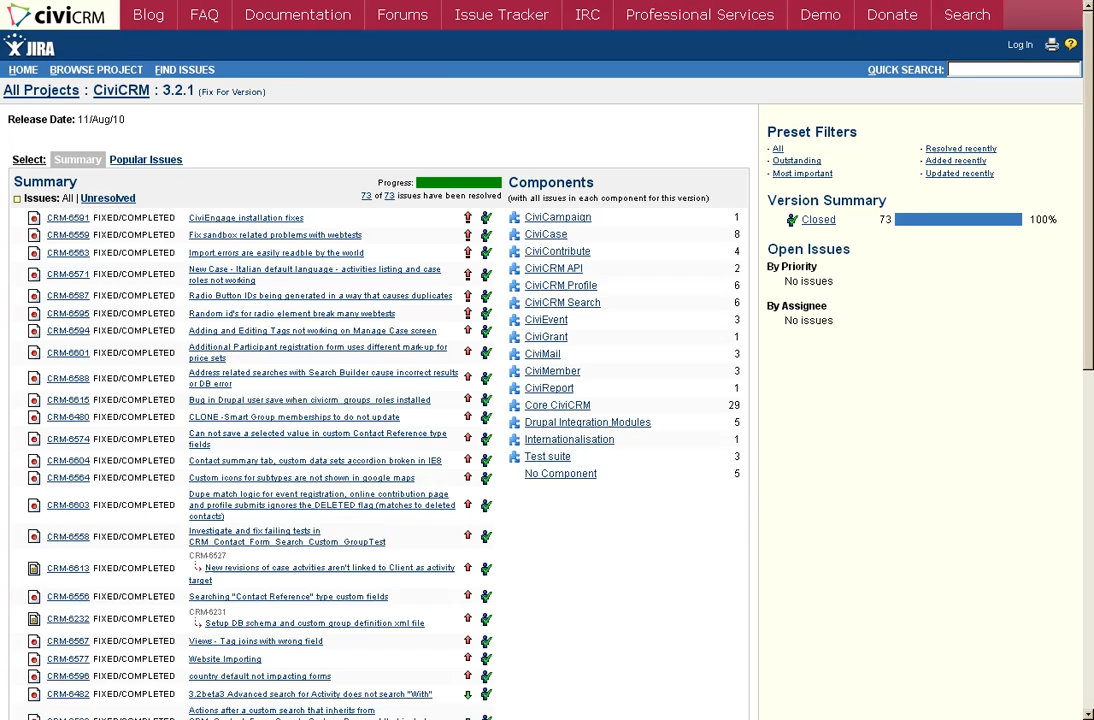 civiCRM Blog FAQ Documentation Forums Issue Tracker IRC Professional Services Demo Donate Search
JIRA
Log In ?
HOME BROWSE PROJECT FIND ISSUES QUICK SEARCH:
All Projects : CiviCRM : 3.2.1 (Fix For Version)
Release Date: 11/Aug/10
Select: Summary Popular Issues
Summary
Progress:
Issues: All | Unresolved
73 of 73 issues have been resolved
CRM-6591 FIXED/COMPLETED CiviEngage installation fixes
CRM-6559 FIXED/COMPLETED Fix sandbox related problems with webtests
CRM-6563 FIXED/COMPLETED Import errors are easily readble by the world
CRM-6571 FIXED/COMPLETED New Case - Italian default language - activities listing and case
roles not working
CRM-6587 FIXED/COMPLETED Radio Button IDs being generated in a way that causes duplicates
CRM-6595 FIXED/COMPLETED Random id's for radio element break many webtests
CRM-6594 FIXED/COMPLETED Adding and Editing Tags not working on Manage Case screen
CRM-6601 FIXED/COMPLETED Additional Participant registration form uses different mark-up for
price sets
CRM-6588 FIXED/COMPLETED Address related searches with Search Builder cause incorrect results
or DB error
CRM-6615 FIXED/COMPLETED Bug in Drupal user save when civicrm_groups_roles installed
CRM-6480 FIXED/COMPLETED CLONE -Smart Group memberships to do not update
CRM-6574 FIXED/COMPLETED Can not save a selected value in custom Contact Reference type
fields
CRM-6604 FIXED/COMPLETED Contact summary tab, custom data sets accordion broken in IE8
CRM-6564 FIXED/COMPLETED Custom icons for subtypes are not shown in google maps
CRM-6603 FIXED/COMPLETED Dupe match logic for event registration, online contribution page
and profile submits ignores the DELETED flag (matches to deleted
contacts)
CRM-6558 FIXED/COMPLETED Investigate and fix failing tests in
CRM_Contact_Form_Search_Custom_GroupTest
CRM-6527
CRM-6613 FIXED/COMPLETED New revisions of case actvities aren't linked to Client as activity
target
CRM-6556 FIXED/COMPLETED Searching "Contact Reference" type custom fields
CRM-6231
CRM-6232 FIXED/COMPLETED Setup DB schema and custom group definition xml file
CRM-6567 FIXED/COMPLETED Views - Tag joins with wrong field
CRM-6577 FIXED/COMPLETED Website Importing
CRM-6596 FIXED/COMPLETED country default not impacting forms
CRM-6482 FIXED/COMPLETED 3.2beta3 Advanced search for Activity does not search "With"
Actions after a custom search that inherits from
Components
(with all issues in each component for this version)
CiviCampaign 1
CiviCase 8
CiviContribute 4
CiviCRM API 2
CiviCRM Profile 6
CiviCRM Search 6
CiviEvent 3
CiviGrant 1
CiviMail 3
CiviMember 3
CiviReport 1
Core CiviCRM 29
Drupal Integration Modules 5
Internationalisation 1
Test suite 3
No Component 5
Preset Filters
· All · Resolved recently
· Outstanding · Added recently
· Most important · Updated recently
Version Summary
Closed 73 100%
Open Issues
By Priority
No issues
By Assignee
No issues